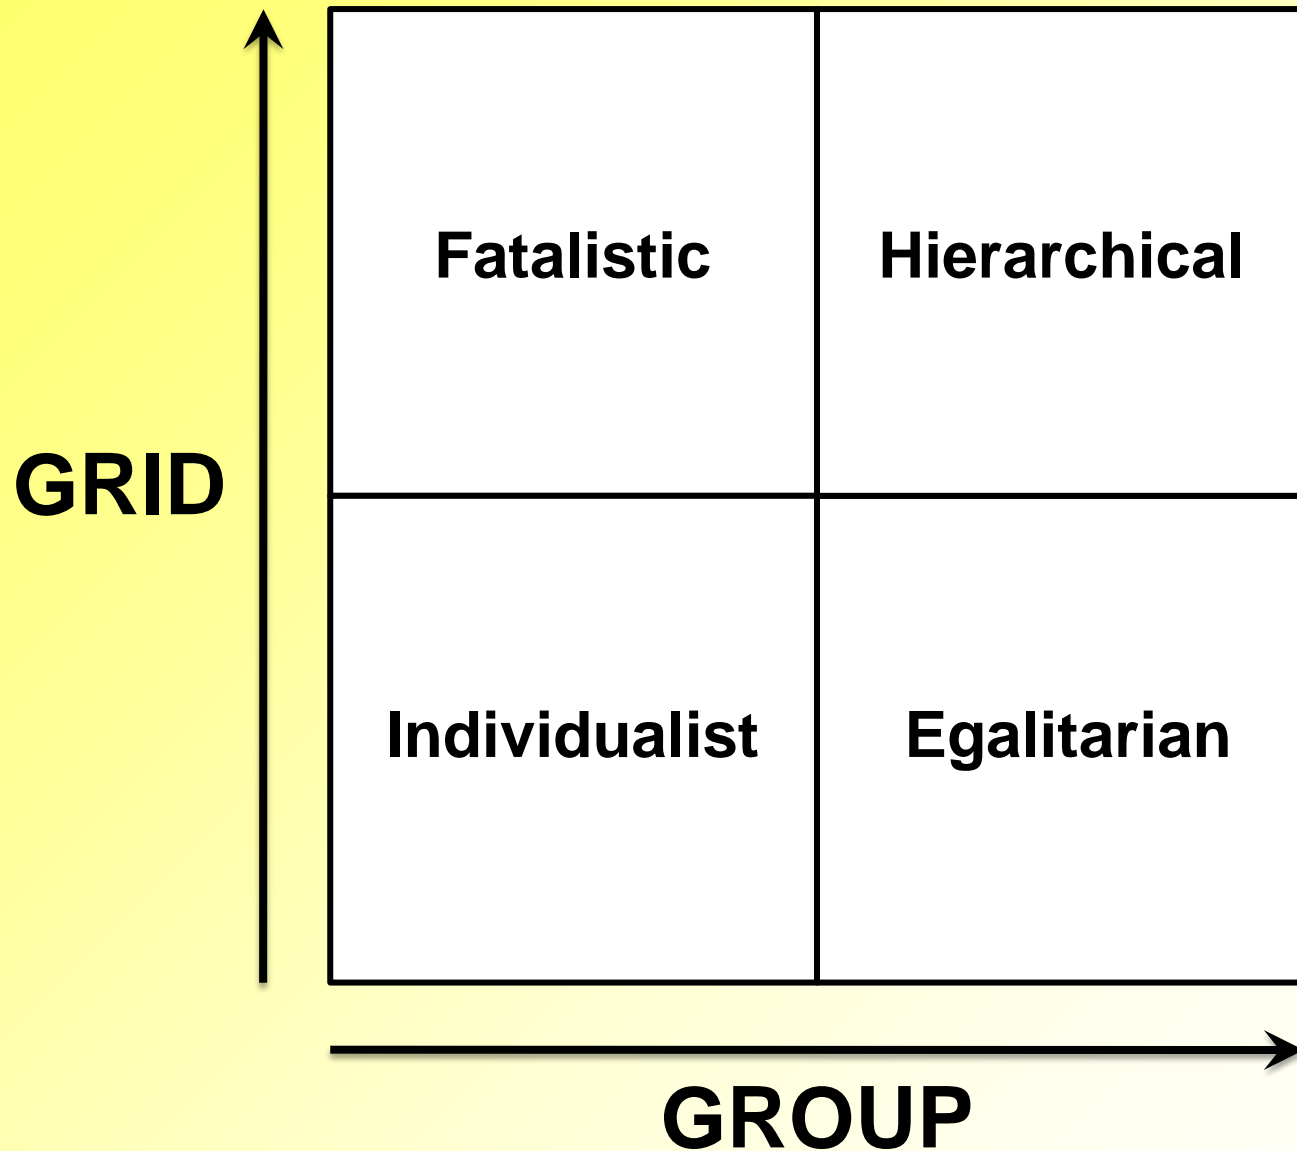 Fatalistic
Hierarchical
GRID
Individualist
Egalitarian
GROUP